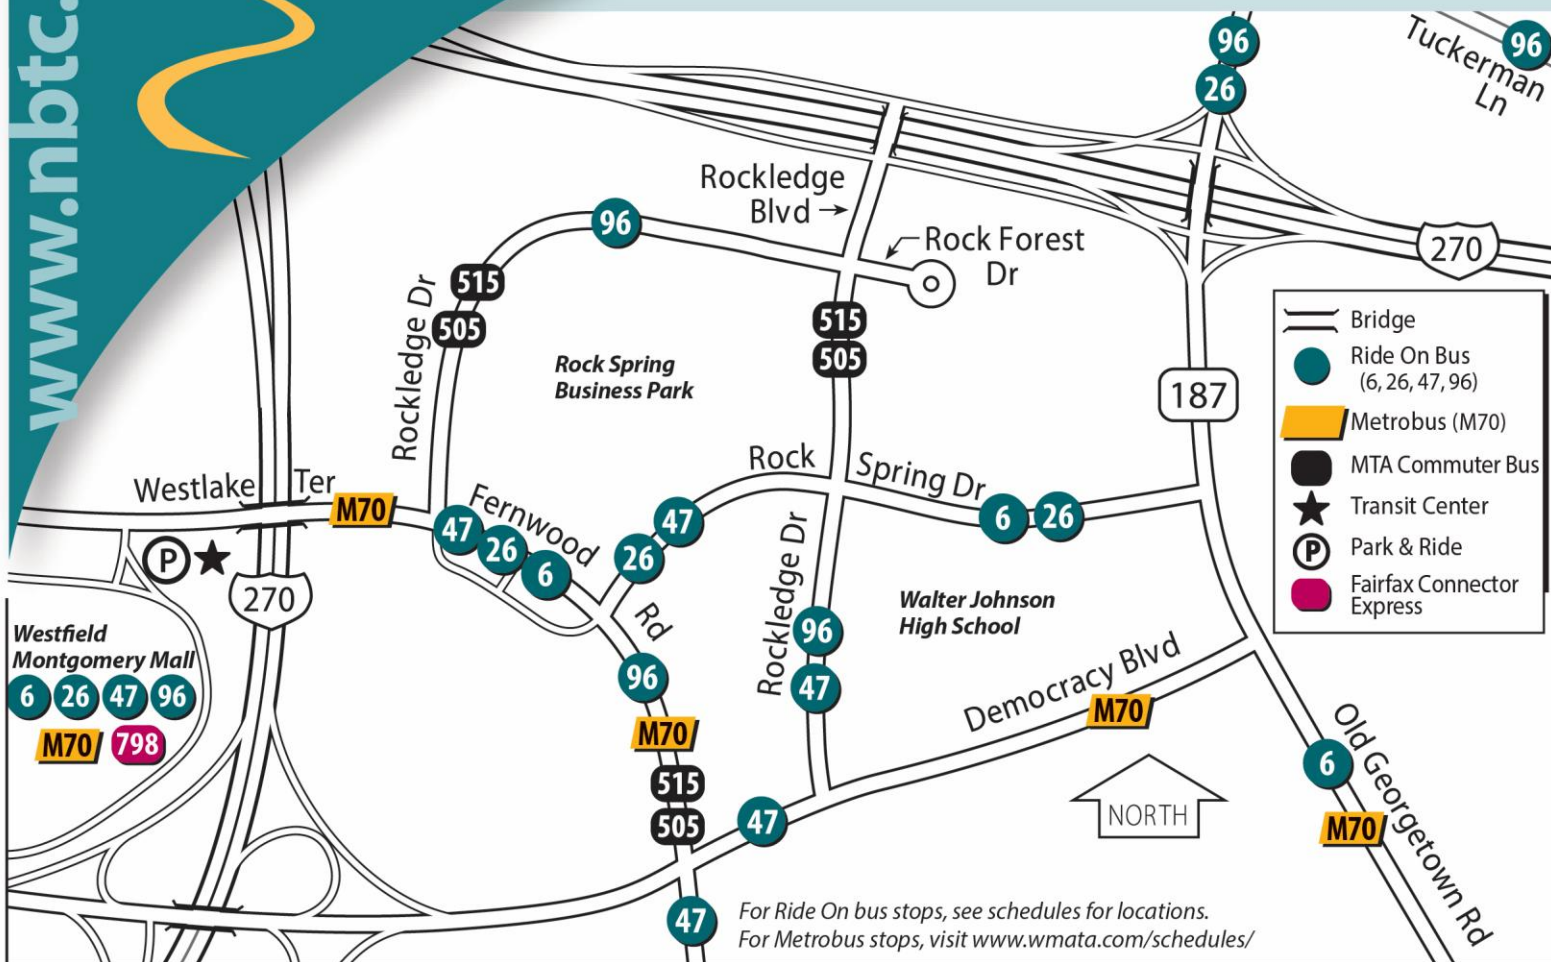 www.nbtc.
96
26
96
Tuckerman
Ln
Rockledge
Blvd
96
Rock Forest
Dr
270
515
505
Rockledge Dr
515
505
Rock Spring
Business Park
187
Bridge
Ride On Bus
(6, 26, 47, 96)
Metrobus (M70)
MTA Commuter Bus
Transit Center
P
Park & Ride
Fairfax Connector
Express
Westlake Ter
M70
Fernwood Rd
47
26
6
26
47
Rock Spring Dr
6
26
P
270
Westfield
Montgomery Mall
6 26 47 96
M70 798
Rockledge Dr
96
47
Walter Johnson
High School
96
M70
515
505
47
47
Democracy Blvd
M70
NORTH
Old Georgetown Rd
6
M70
For Ride On bus stops, see schedules for locations.
For Metrobus stops, visit www.wmata.com/schedules/